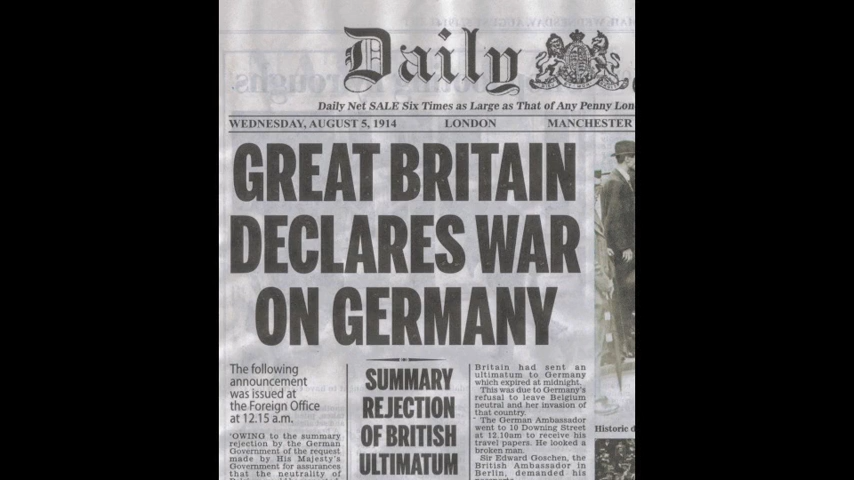 Daily
Daily Net SALE Six Times as Large as That of Any Penny Lon
WEDNESDAY, AUGUST 5, 1914 LONDON MANCHESTER
GREAT BRITAIN
DECLARES WAR
ON GERMANY
The following
announcement
was issued at
the Foreign Office
at 12.15 a.m.
'OWING to the summary
rejection by the German
Government of the request
made by His Majesty's
Government for assurances
that the neutrality of
SUMMARY
REJECTION
OF BRITISH
ULTIMATUM
Britain had sent an
ultimatum to Germany
which expired at midnight.
This was due to Germany's
refusal to leave Belgium
neutral and her invasion of
that country.
The German Ambassador
went to 10 Downing Street
at 12.10am to receive his
travel papers. He looked a
broken man.
Sir Edward Goschen, the
British Ambassador in
Berlin, demanded his
Historic d